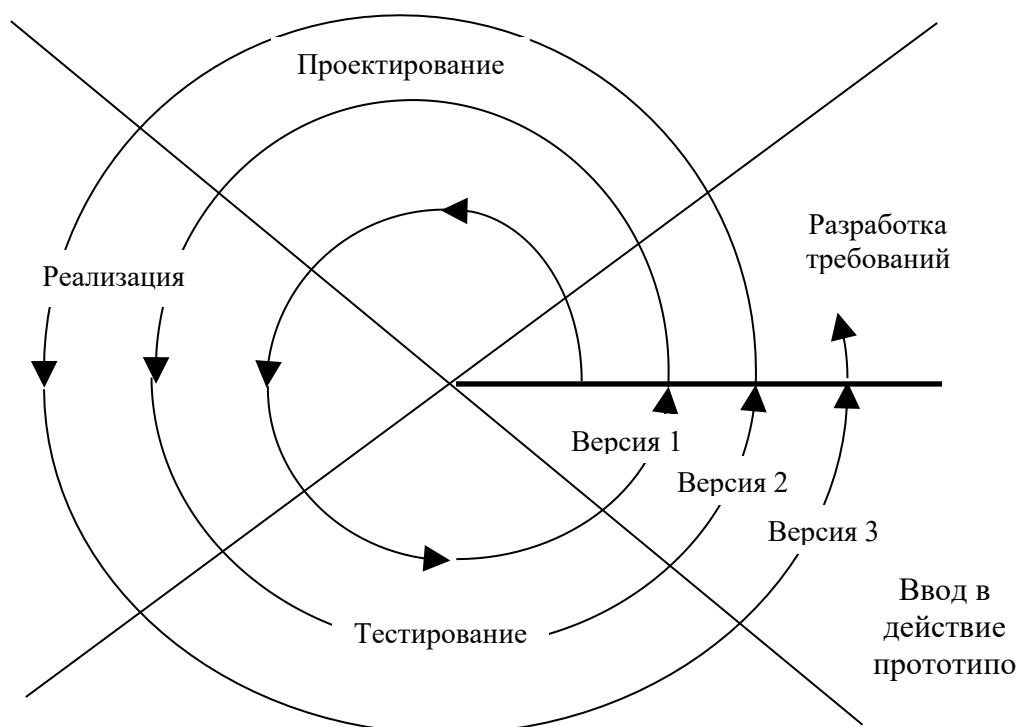 Проектирование
Разработка
требований
Реализация
Версия 1
Версия 2
Версия 3
Ввод в
действие
прототипо
Тестирование